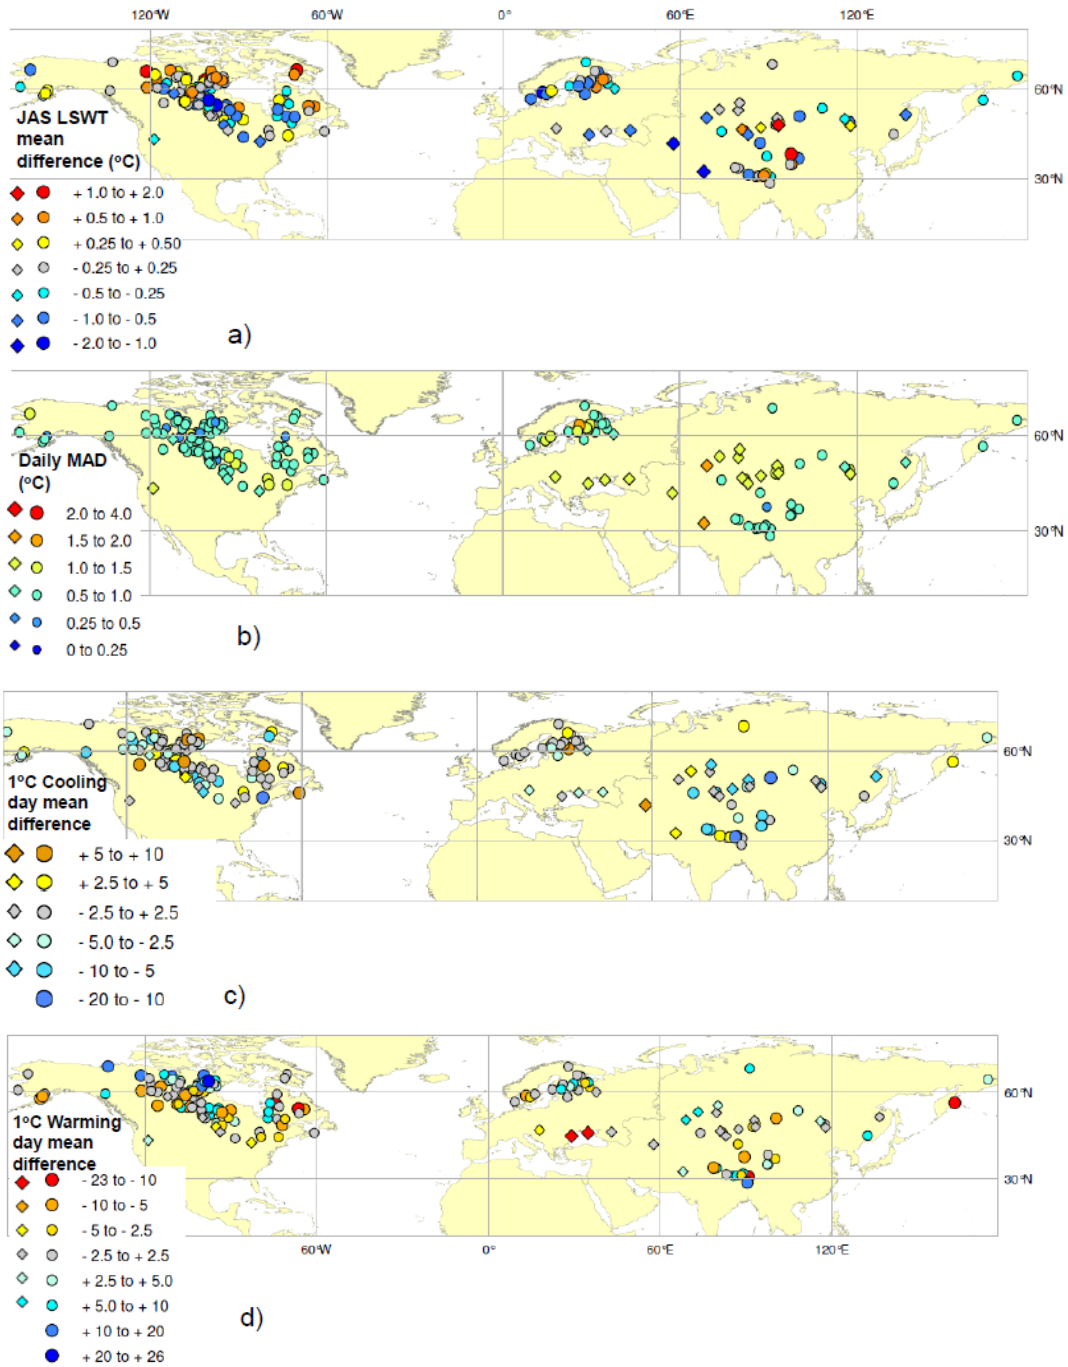 120°W 60°W 0° 60°E 120°E
60°N
30°N
JAS LSWT
mean
difference (°C)
+ 1.0 to + 2.0
+ 0.5 to + 1.0
+ 0.25 to + 0.50
- 0.25 to + 0.25
- 0.5 to - 0.25
- 1.0 to - 0.5
- 2.0 to - 1.0
a)
60°N
30°N
Daily MAD
(°C)
2.0 to 4.0
1.5 to 2.0
1.0 to 1.5
0.5 to 1.0
0.25 to 0.5
0 to 0.25
b)
60°N
30°N
1°C Cooling
day mean
difference
+ 5 to + 10
+ 2.5 to + 5
- 2.5 to + 2.5
- 5.0 to - 2.5
- 10 to - 5
- 20 to - 10
c)
60°N
30°N
1°C Warming
day mean
difference
- 23 to - 10
- 10 to - 5
- 5 to - 2.5
- 2.5 to + 2.5
+ 2.5 to + 5.0
+ 5.0 to + 10
+ 10 to + 20
+ 20 to + 26
60°W 0° 60°E 120°E
d)